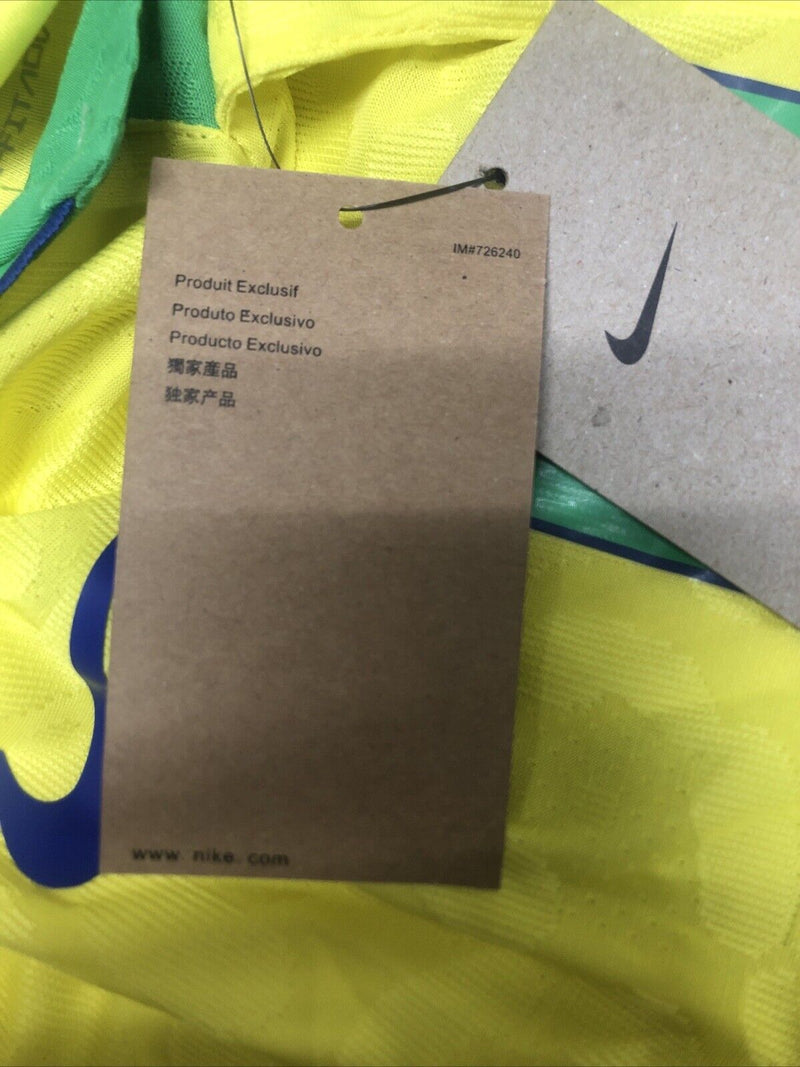 IM#726240
Produit Exclusif
Produto Exclusivo
Producto Exclusivo
獨家產品
独家产品
www. nike. com